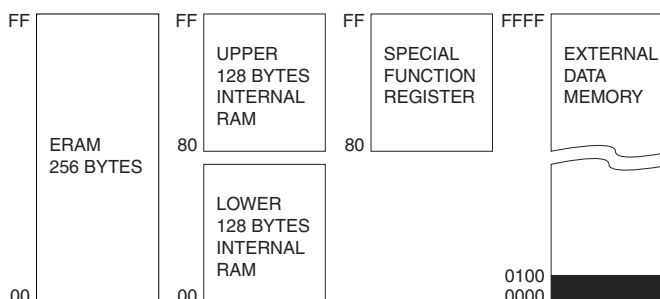 FF
ERAM
256 BYTES
00
FF
UPPER
128 BYTES
INTERNAL
RAM
80
LOWER
128 BYTES
INTERNAL
RAM
00
FF
SPECIAL
FUNCTION
REGISTER
80
FFFF
EXTERNAL
DATA
MEMORY
0100
0000